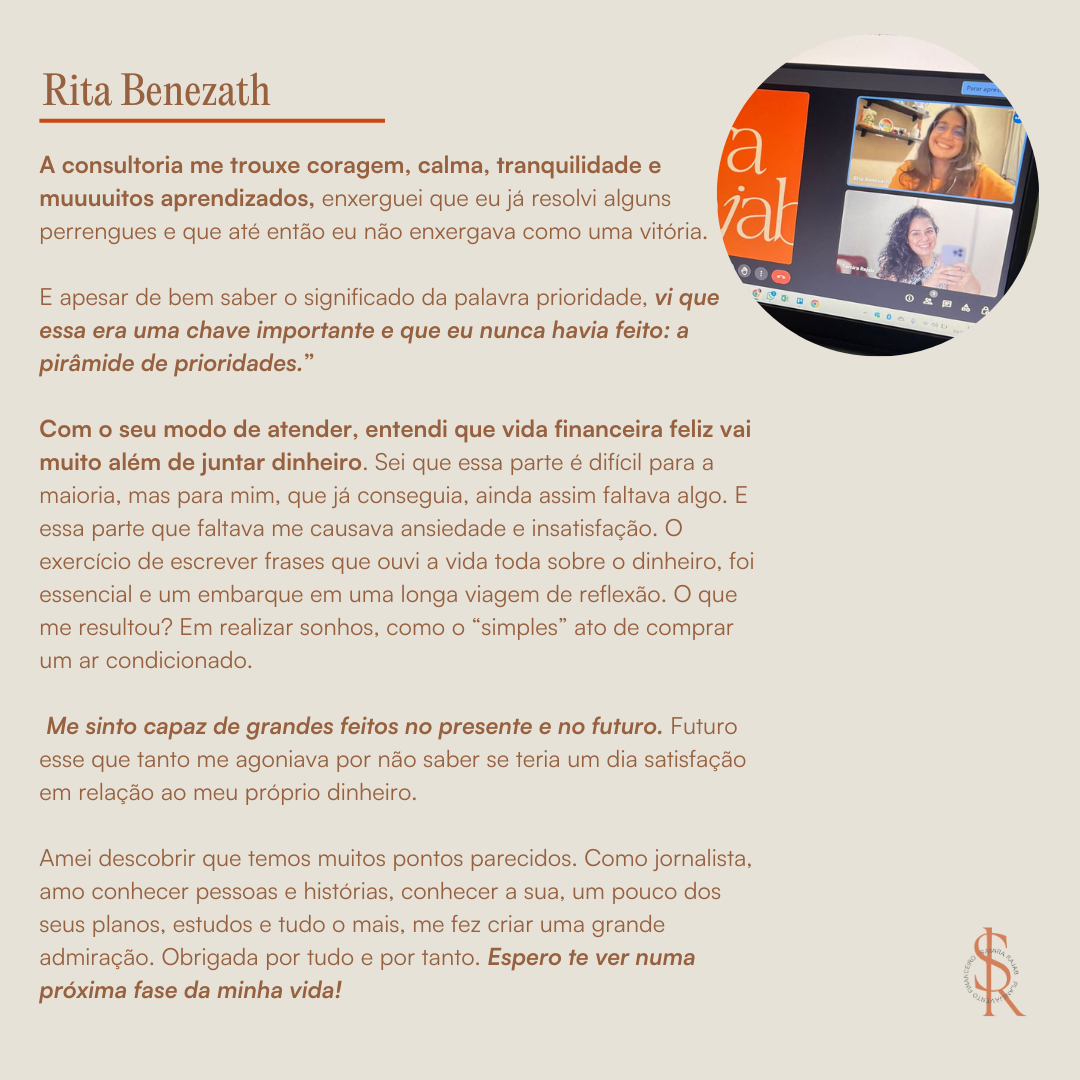 Rita Benezath
A consultoria me trouxe coragem, calma, tranquilidade e
muuuuitos aprendizados, enxerguei que eu já resolvi alguns
perrengues e que até então eu não enxergava como uma vitória.
E apesar de bem saber o significado da palavra prioridade, vi que
essa era uma chave importante e que eu nunca havia feito: a
pirâmide de prioridades.”
Com o seu modo de atender, entendi que vida financeira feliz vai
muito além de juntar dinheiro. Sei que essa parte é difícil para a
maioria, mas para mim, que já conseguia, ainda assim faltava algo. E
essa parte que faltava me causava ansiedade e insatisfação. O
exercício de escrever frases que ouvi a vida toda sobre o dinheiro, foi
essencial e um embarque em uma longa viagem de reflexão. O que
me resultou? Em realizar sonhos, como o “simples” ato de comprar
um ar condicionado.
Me sinto capaz de grandes feitos no presente e no futuro. Futuro
esse que tanto me agoniava por não saber se teria um dia satisfação
em relação ao meu próprio dinheiro.
Amei descobrir que temos muitos pontos parecidos. Como jornalista,
amo conhecer pessoas e histórias, conhecer a sua, um pouco dos
seus planos, estudos e tudo o mais, me fez criar uma grande
admiração. Obrigada por tudo e por tanto. Espero te ver numa
próxima fase da minha vida!
ra
jab
Parar
SR